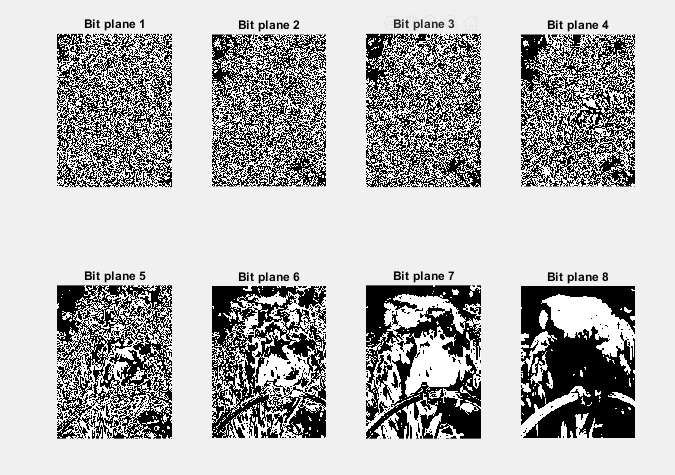 Bit plane 1
Bit plane 2
Bit plane 3
Bit plane 4
Bit plane 5
Bit plane 6
Bit plane 7
Bit plane 8